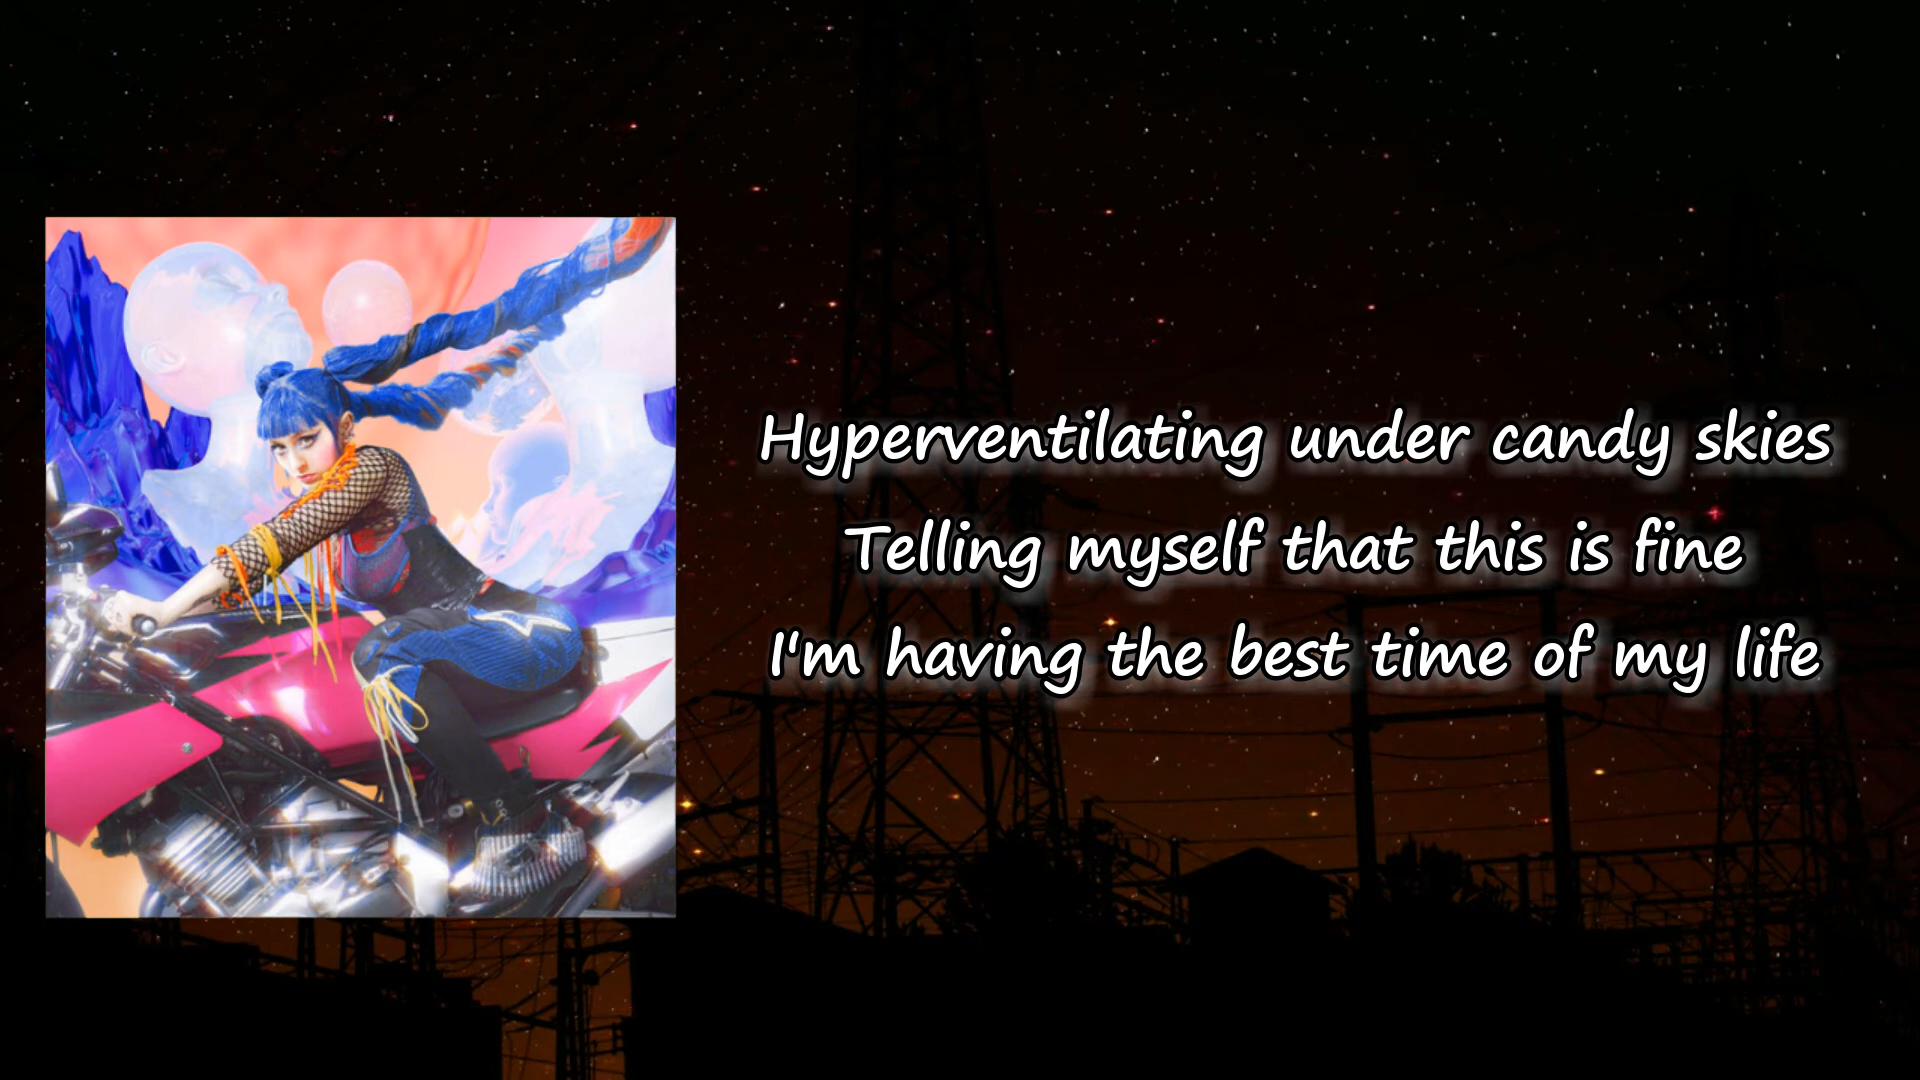 Hyperventilating under candy skies
Telling myself that this is fine
I'm having the best time of my life